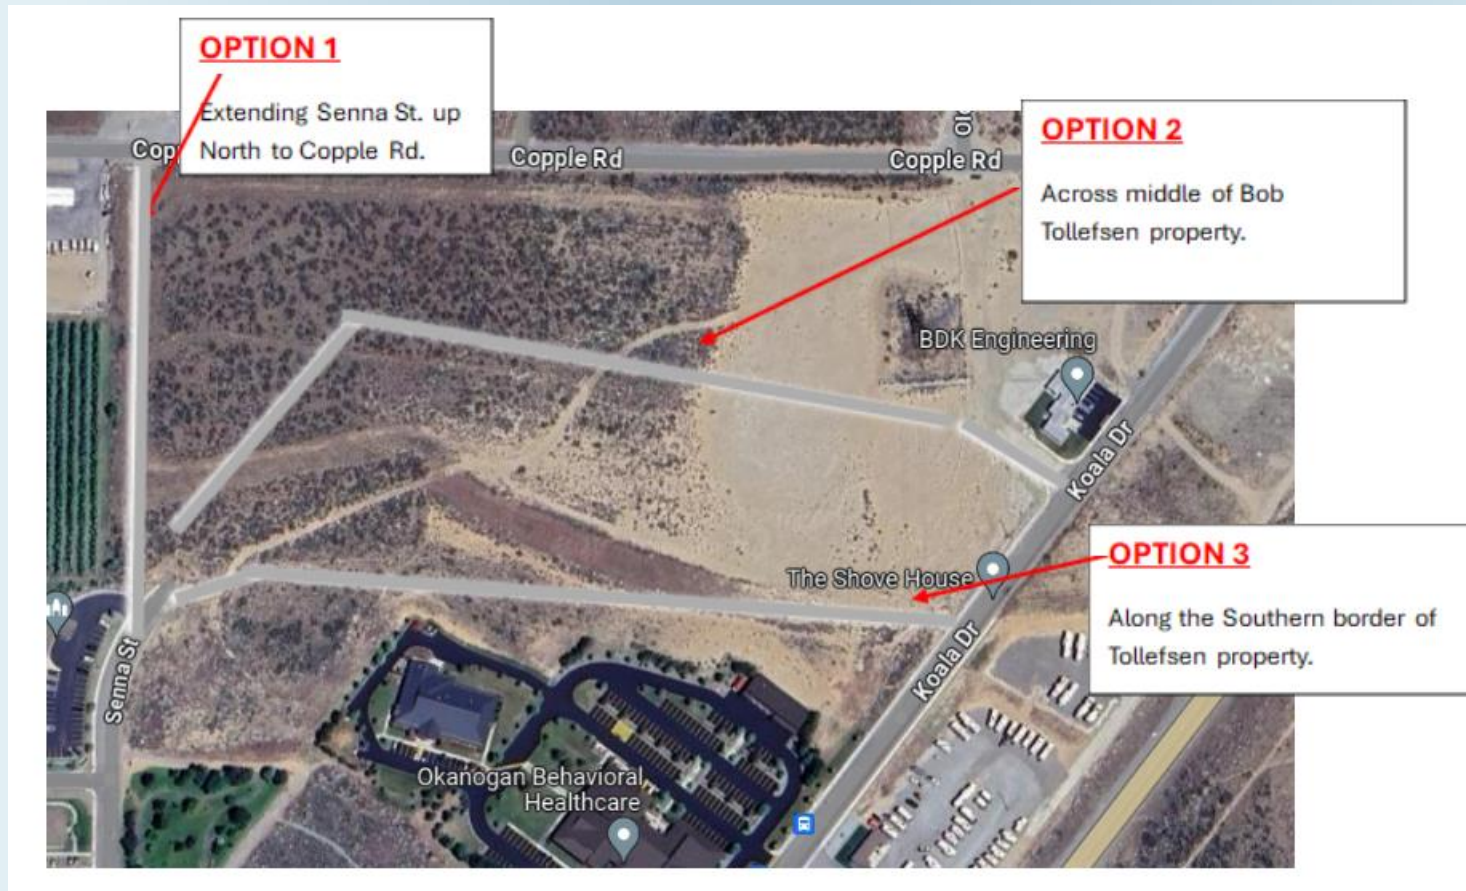 OPTION 1
Extending Senna St. up
North to Copple Rd.
OPTION 2
Across middle of Bob
Tollefsen property.
Copple Rd
Copple Rd
BDK Engineering
Koala Dr
OPTION 3
Along the Southern border of
Tollefsen property.
The Shove House
Koala Dr
Senna St
Okanogan Behavioral
Healthcare